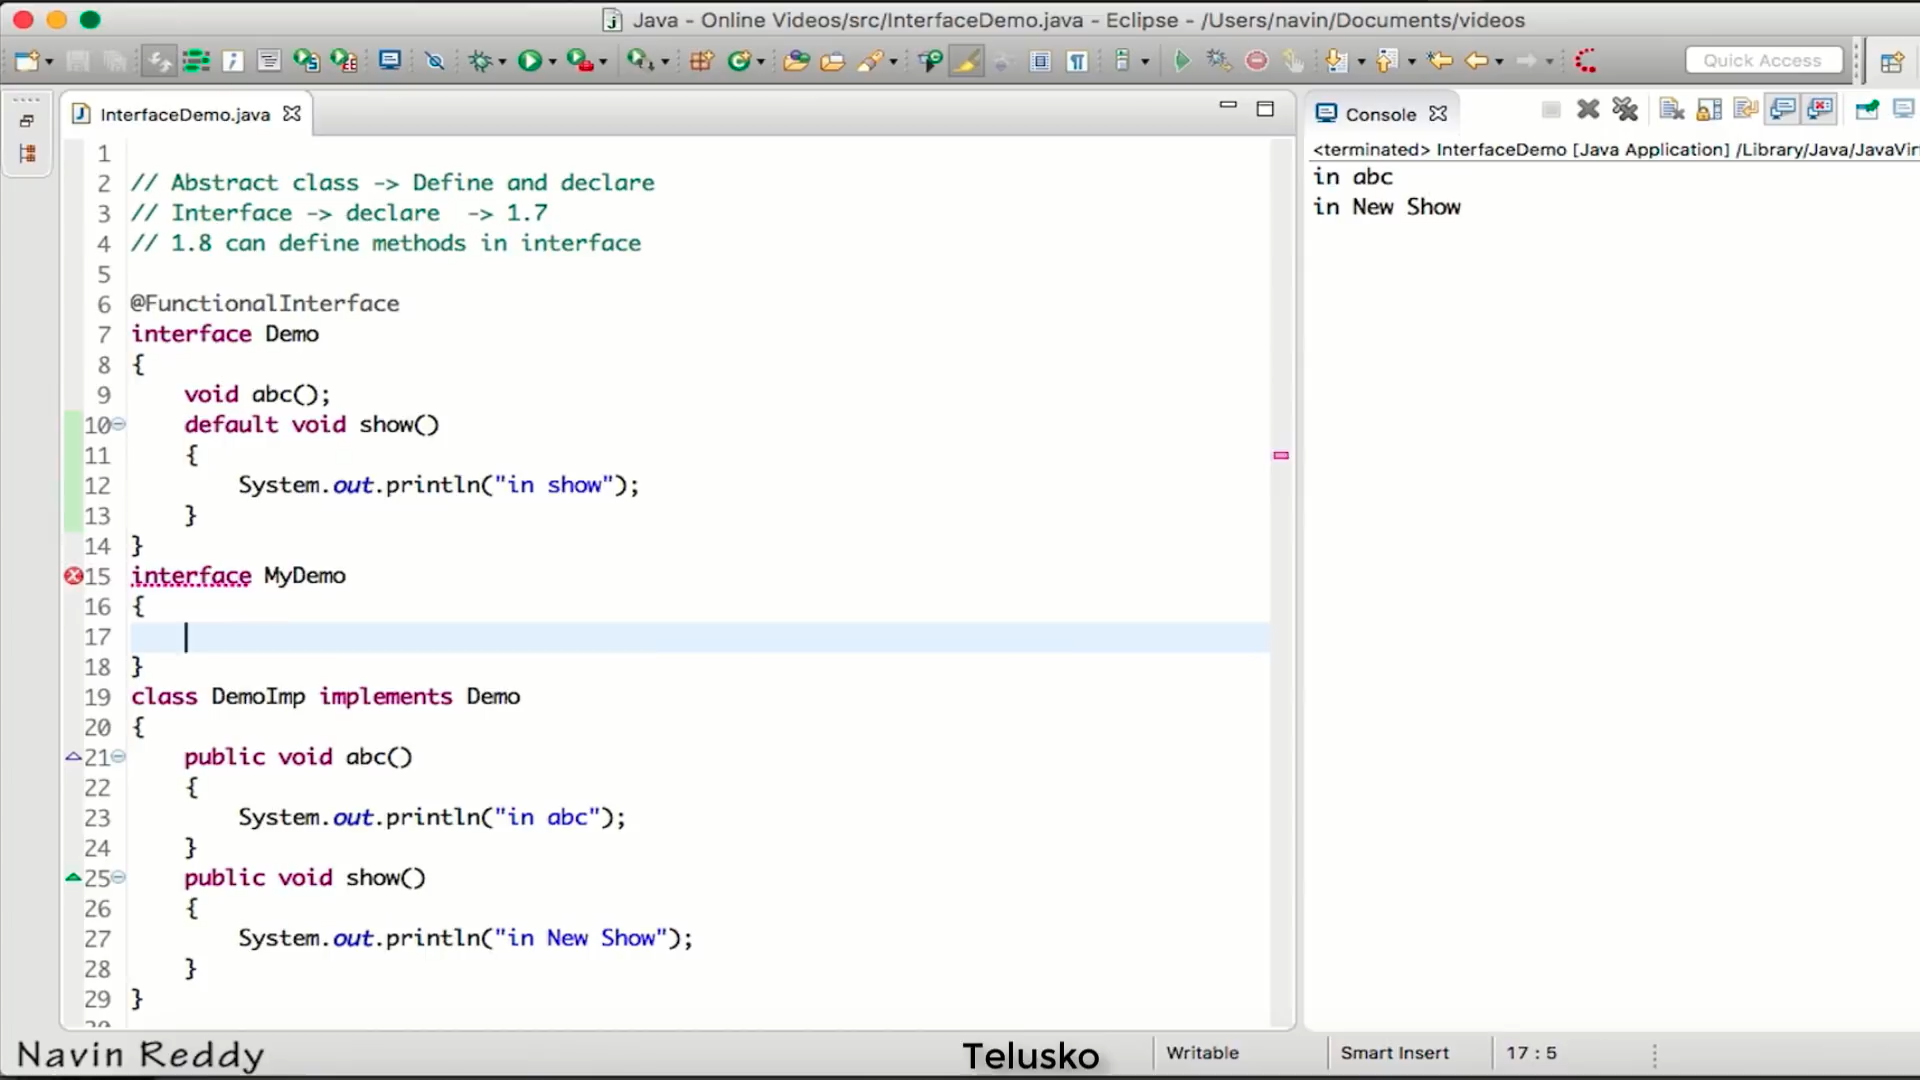 Java - Online Videos/src/InterfaceDemo.java - Eclipse - /Users/navin/Documents/videos
Quick Access
InterfaceDemo.java
1
2 // Abstract class -> Define and declare
3 // Interface -> declare  -> 1.7
4 // 1.8 can define methods in interface
5
6 @FunctionalInterface
7 interface Demo
8 {
9     void abc();
10     default void show()
11     {
12         System.out.println("in show");
13     }
14 }
15 interface MyDemo
16 {
17
18 }
19 class DemoImp implements Demo
20 {
21     public void abc()
22     {
23         System.out.println("in abc");
24     }
25     public void show()
26     {
27         System.out.println("in New Show");
28     }
29 }
Console
<terminated> InterfaceDemo [Java Application] /Library/Java/JavaVir
in abc
in New Show
Navin Reddy
Telusko
Writable
Smart Insert
17 : 5